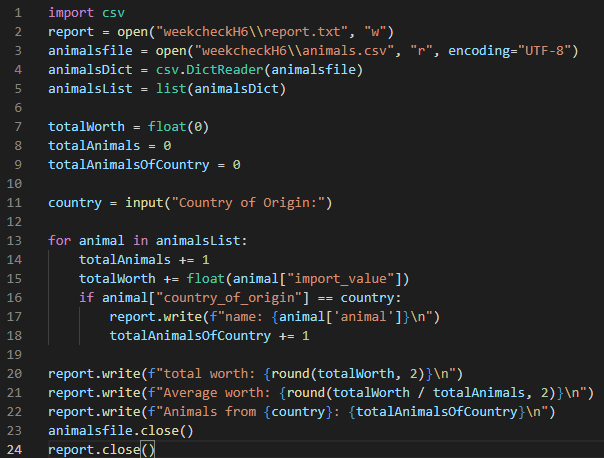 1 import csv
2 report = open("weekcheckH6\\report.txt", "w")
3 animalsfile = open("weekcheckH6\\animals.csv", "r", encoding="UTF-8")
4 animalsDict = csv.DictReader(animalsfile)
5 animalsList = list(animalsDict)
6
7 totalWorth = float(0)
8 totalAnimals = 0
9 totalAnimalsOfCountry = 0
10
11 country = input("Country of Origin:")
12
13 for animal in animalsList:
14     totalAnimals += 1
15     totalWorth += float(animal["import_value"])
16     if animal["country_of_origin"] == country:
17         report.write(f"name: {animal['animal']}\n")
18         totalAnimalsOfCountry += 1
19
20 report.write(f"total worth: {round(totalWorth, 2)}\n")
21 report.write(f"Average worth: {round(totalWorth / totalAnimals, 2)}\n")
22 report.write(f"Animals from {country}: {totalAnimalsOfCountry}\n")
23 animalsfile.close()
24 report.close()